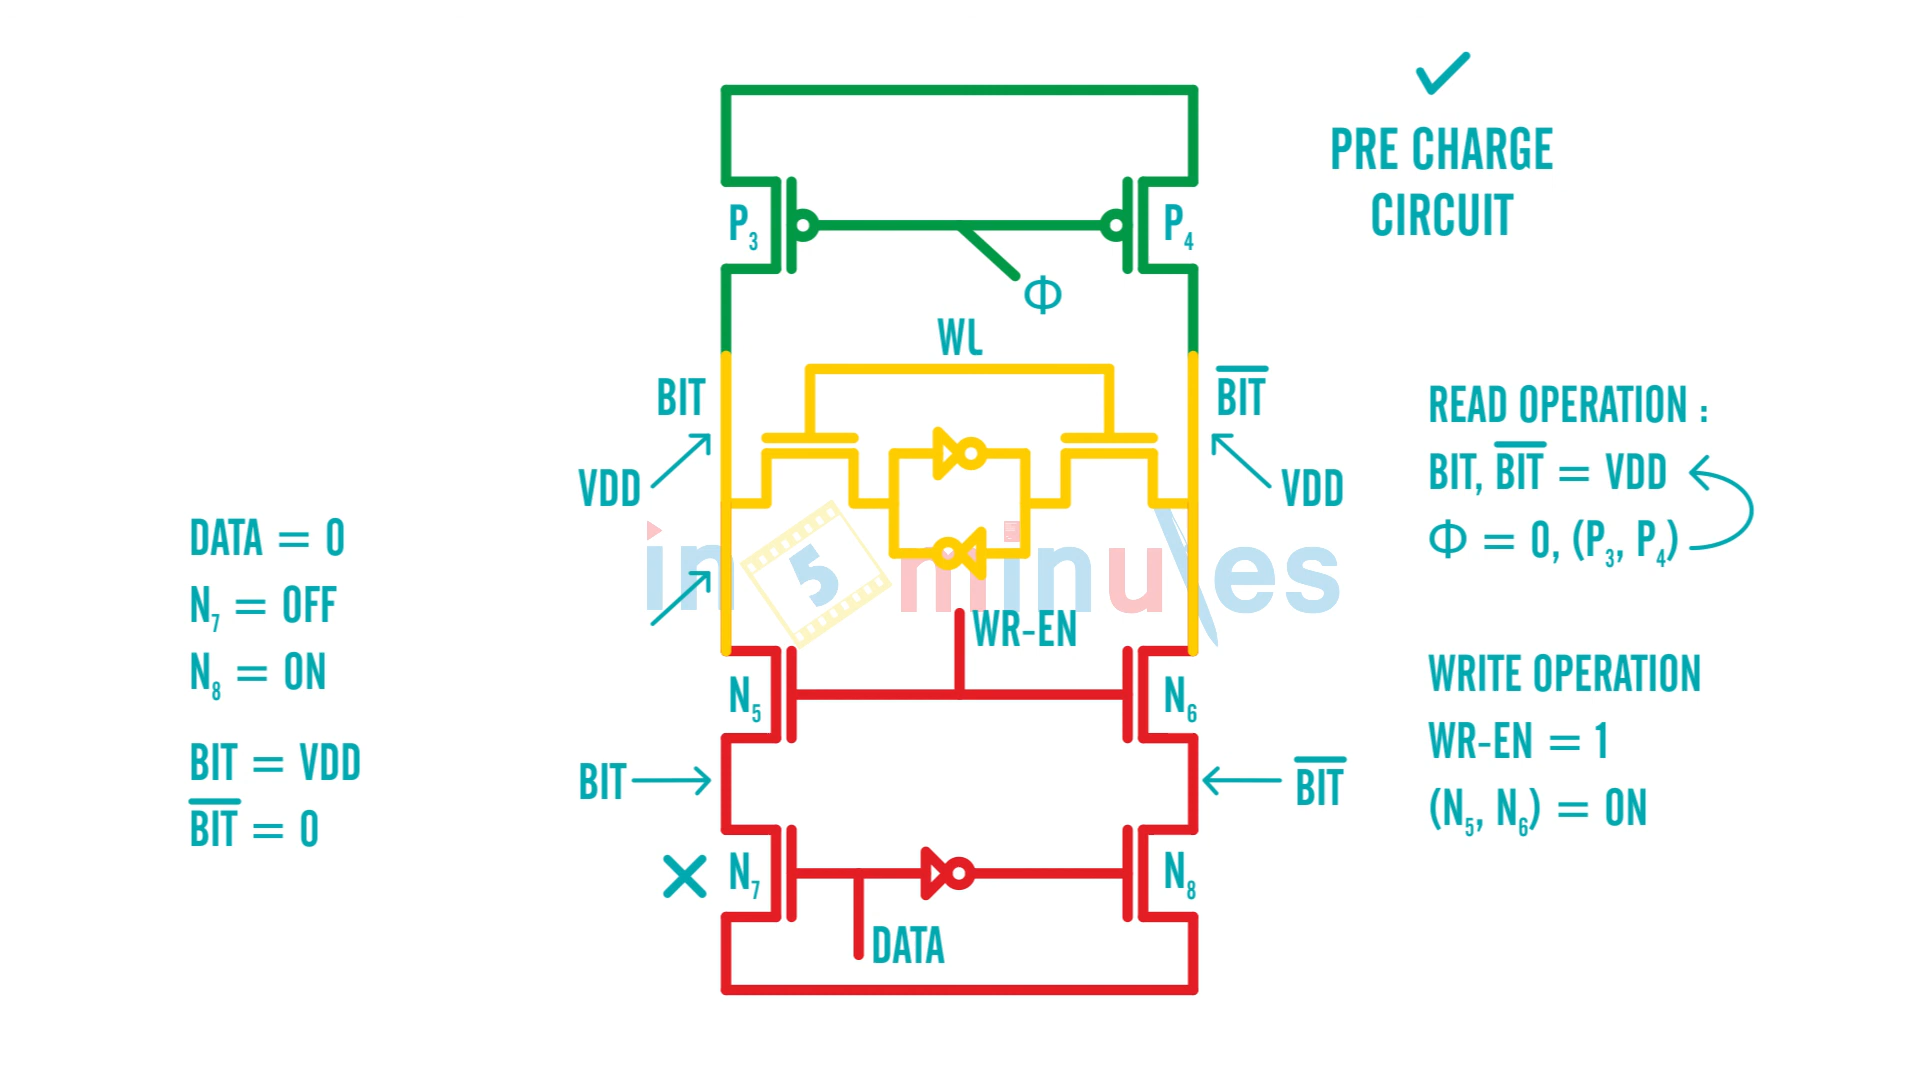 PRE CHARGE
CIRCUIT
P₃
P₄
Φ
WL
BIT
B̅I̅T̅
VDD
VDD
in 5 minutes
WR-EN
N₅
N₆
BIT
B̅I̅T̅
N₇
N₈
DATA
DATA = 0
N₇ = OFF
N₈ = ON
BIT = VDD
B̅I̅T̅ = 0
READ OPERATION :
BIT, B̅I̅T̅ = VDD
Φ = 0, (P₃, P₄)
WRITE OPERATION
WR-EN = 1
(N₅, N₆) = ON